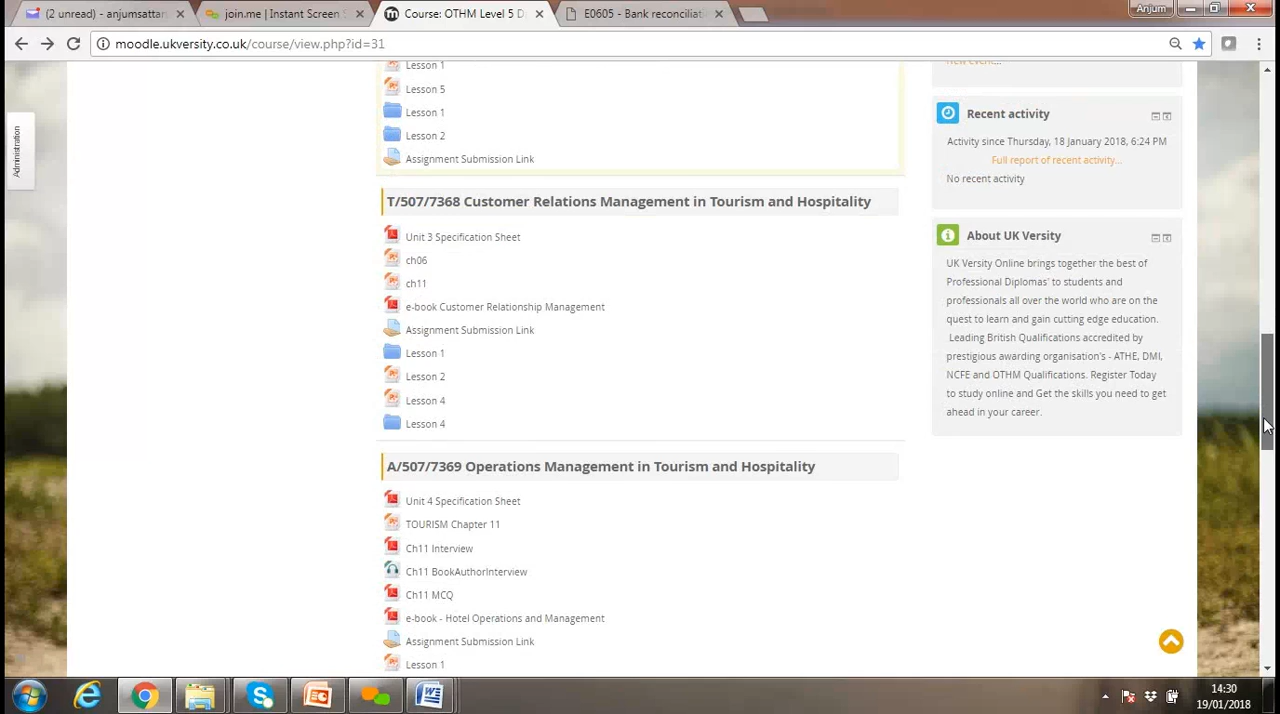 (2 unread) - anjumsattar
join.me | Instant Screen S
Course: OTHM Level 5 D
E0605 - Bank reconciliati
Anjum
moodle.ukversity.co.uk/course/view.php?id=31
Administration
Lesson 1
Lesson 5
Lesson 1
Lesson 2
Assignment Submission Link
T/507/7368 Customer Relations Management in Tourism and Hospitality
Unit 3 Specification Sheet
ch06
ch11
e-book Customer Relationship Management
Assignment Submission Link
Lesson 1
Lesson 2
Lesson 4
Lesson 4
A/507/7369 Operations Management in Tourism and Hospitality
Unit 4 Specification Sheet
TOURISM Chapter 11
Ch11 Interview
Ch11 BookAuthorInterview
Ch11 MCQ
e-book - Hotel Operations and Management
Assignment Submission Link
Lesson 1
New event...
Recent activity
Activity since Thursday, 18 January 2018, 6:24 PM
Full report of recent activity...
No recent activity
About UK Versity
UK Versity Online brings together the best of
Professional Diplomas' to students and
professionals all over the world who are on the
quest to learn and gain cutting edge education.
Leading British Qualifications accredited by
prestigious awarding organisation's - ATHE, DMI,
NCFE and OTHM Qualifications. Register Today
to study online and Get the skills you need to get
ahead in your career.
14:30
19/01/2018